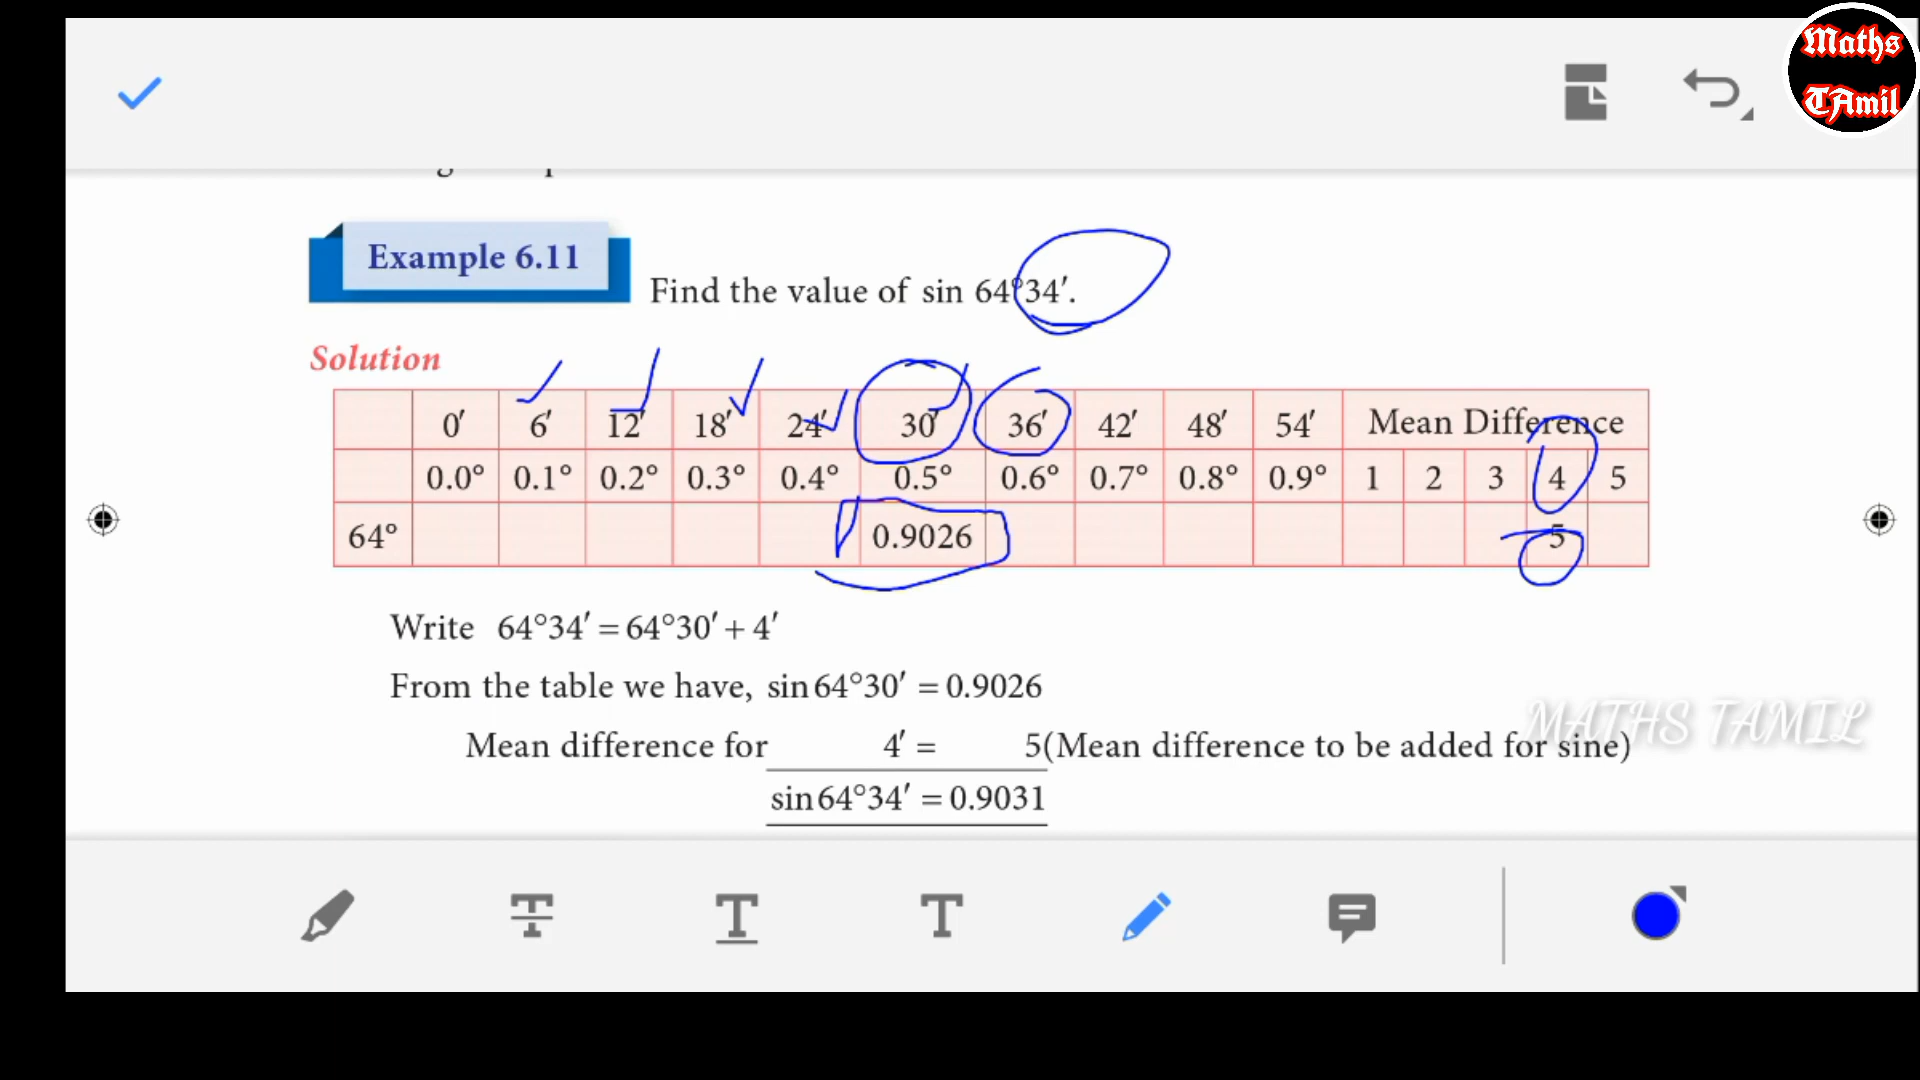 Maths
TAmil
Example 6.11
Find the value of sin 64°34′.
Solution
0′ 6′ 12′ 18′ 24′ 30′ 36′ 42′ 48′ 54′ Mean Difference
0.0° 0.1° 0.2° 0.3° 0.4° 0.5° 0.6° 0.7° 0.8° 0.9° 1 2 3 4 5
64° 0.9026 5
Write 64°34′ = 64°30′ + 4′
From the table we have, sin 64°30′ = 0.9026
MATHS TAMIL
Mean difference for 4′ = 5(Mean difference to be added for sine)
sin 64°34′ = 0.9031